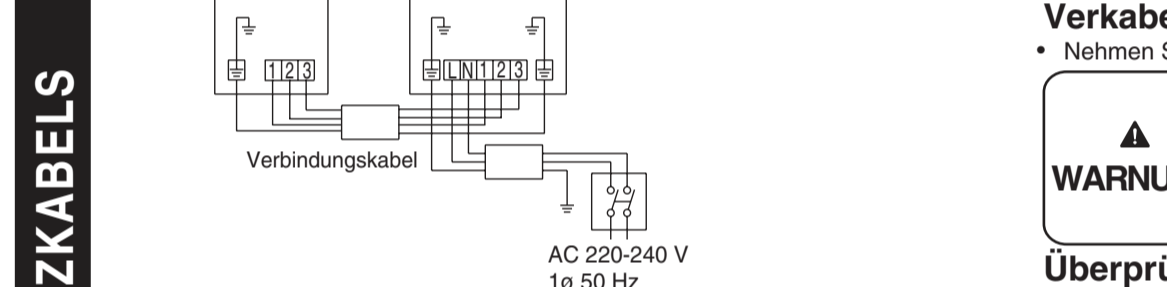 ZKABELS
1 2 3
L N 1 2 3
Verbindungskabel
AC 220-240 V
1ø 50 Hz
Verkabe
• Nehmen S
WARNU
Überprü